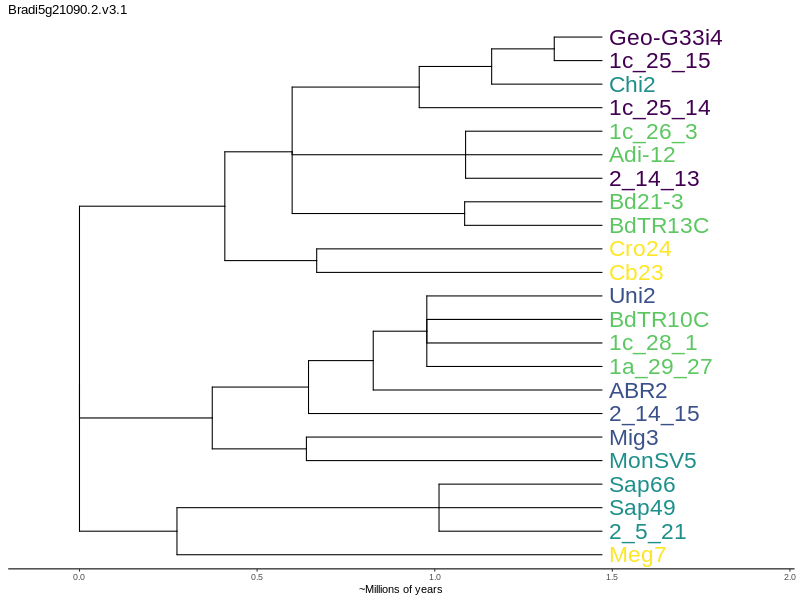 Bradi5g21090.2.v3.1
Geo-G33i4
1c_25_15
Chi2
1c_25_14
1c_26_3
Adi-12
2_14_13
Bd21-3
BdTR13C
Cro24
Cb23
Uni2
BdTR10C
1c_28_1
1a_29_27
ABR2
2_14_15
Mig3
MonSV5
Sap66
Sap49
2_5_21
Meg7
0.0 0.5 1.0 1.5 2.0
~Millions of years